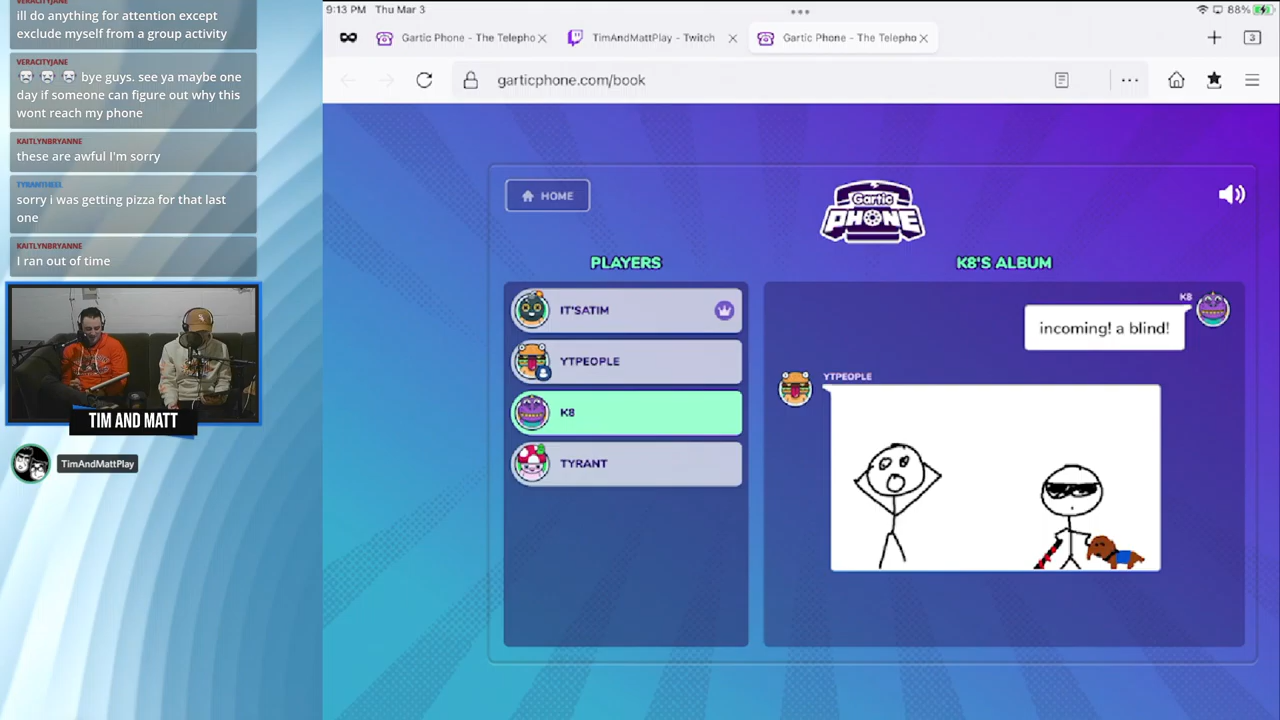 VERACITYJANE
ill do anything for attention except
exclude myself from a group activity
VERACITYJANE
bye guys. see ya maybe one
day if someone can figure out why this
wont reach my phone
KAITLYNBRYANNE
these are awful I'm sorry
TYRANTHEEL
sorry i was getting pizza for that last
one
KAITLYNBRYANNE
I ran out of time
TIM AND MATT
TimAndMattPlay
9:13 PM Thu Mar 3
88%
Gartic Phone - The Telepho
TimAndMattPlay - Twitch
Gartic Phone - The Telepho
3
garticphone.com/book
HOME
Gartic
PHONE
PLAYERS
K8'S ALBUM
IT'SATIM
YTPEOPLE
K8
TYRANT
K8
incoming! a blind!
YTPEOPLE